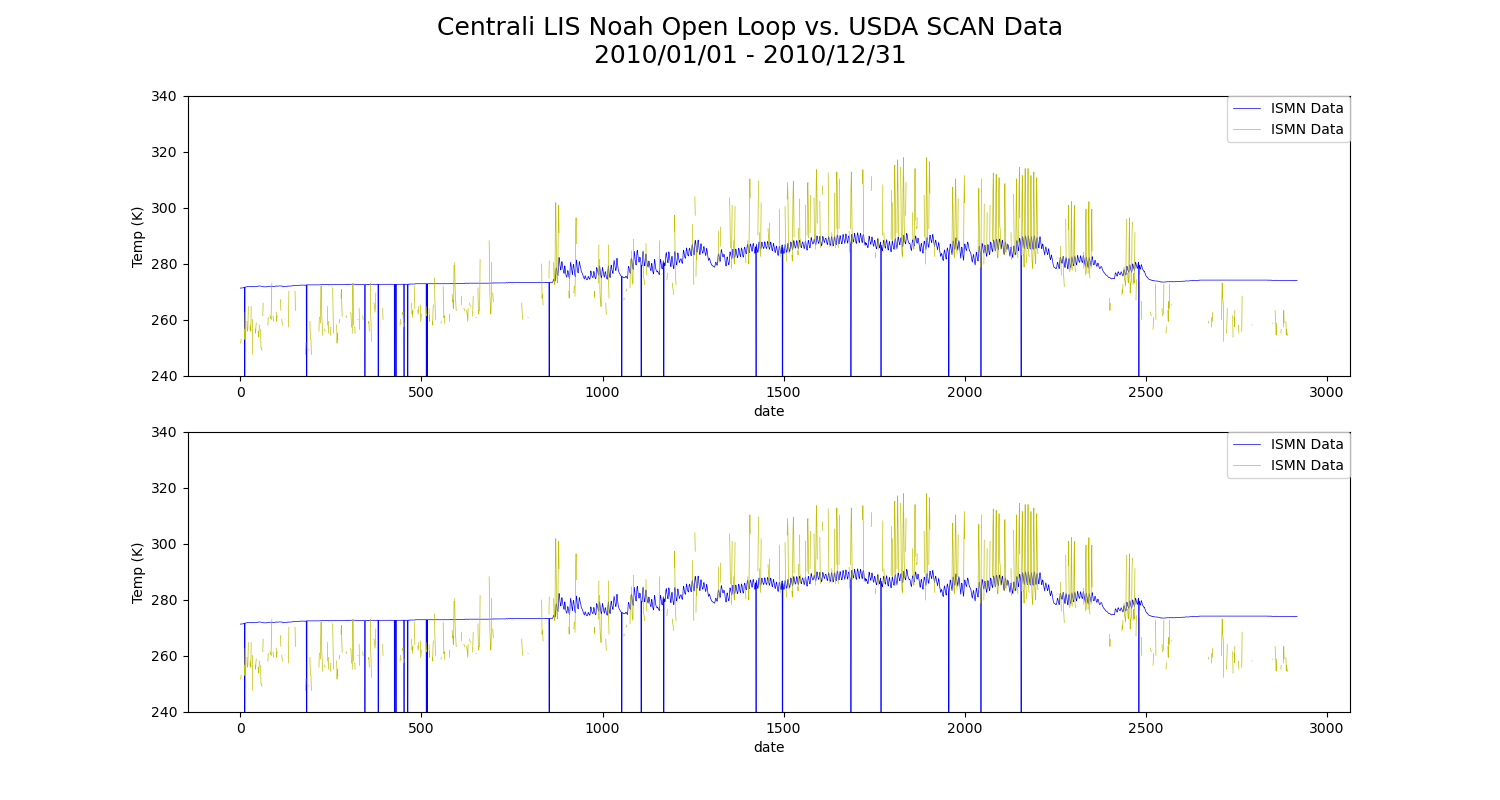 Centrali LIS Noah Open Loop vs. USDA SCAN Data
2010/01/01 - 2010/12/31
340
320
300
280
260
240
Temp (K)
ISMN Data
ISMN Data
0 500 1000 1500 2000 2500 3000
date
340
320
300
280
260
240
Temp (K)
ISMN Data
ISMN Data
0 500 1000 1500 2000 2500 3000
date